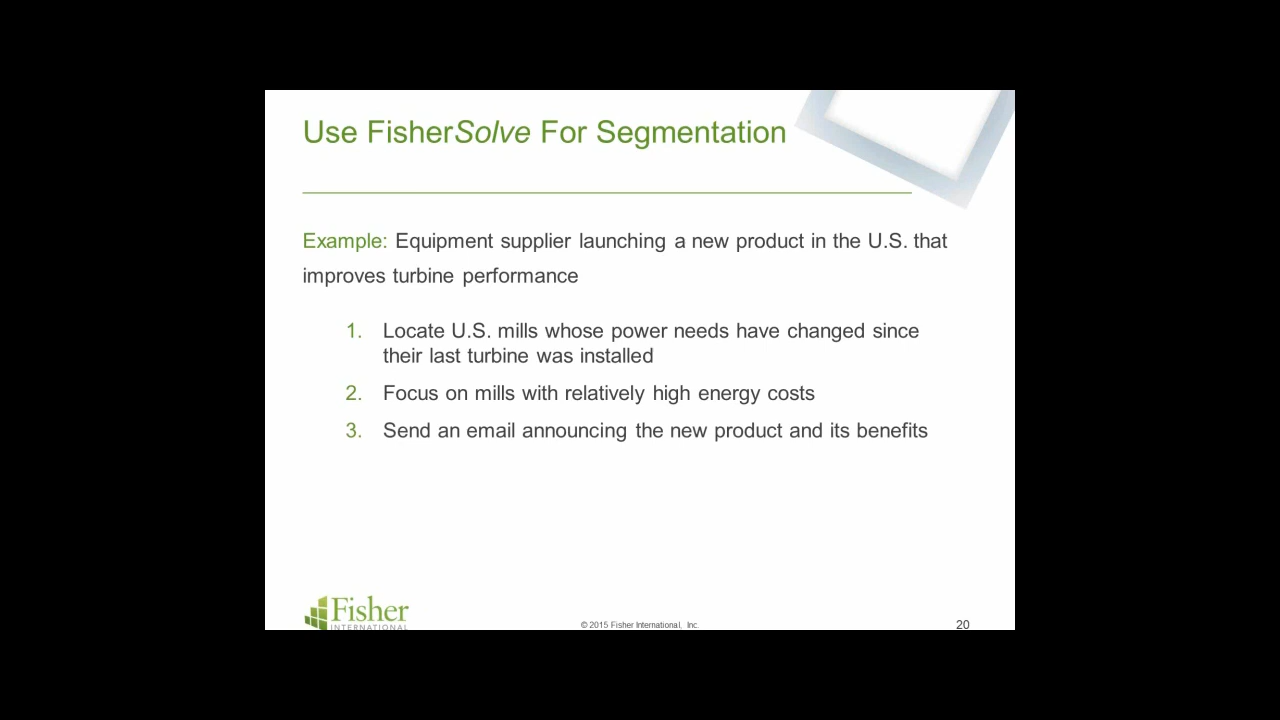 Use FisherSolve For Segmentation
Example: Equipment supplier launching a new product in the U.S. that
improves turbine performance
1. Locate U.S. mills whose power needs have changed since
their last turbine was installed
2. Focus on mills with relatively high energy costs
3. Send an email announcing the new product and its benefits
Fisher
INTERNATIONAL
© 2015 Fisher International, Inc.
20